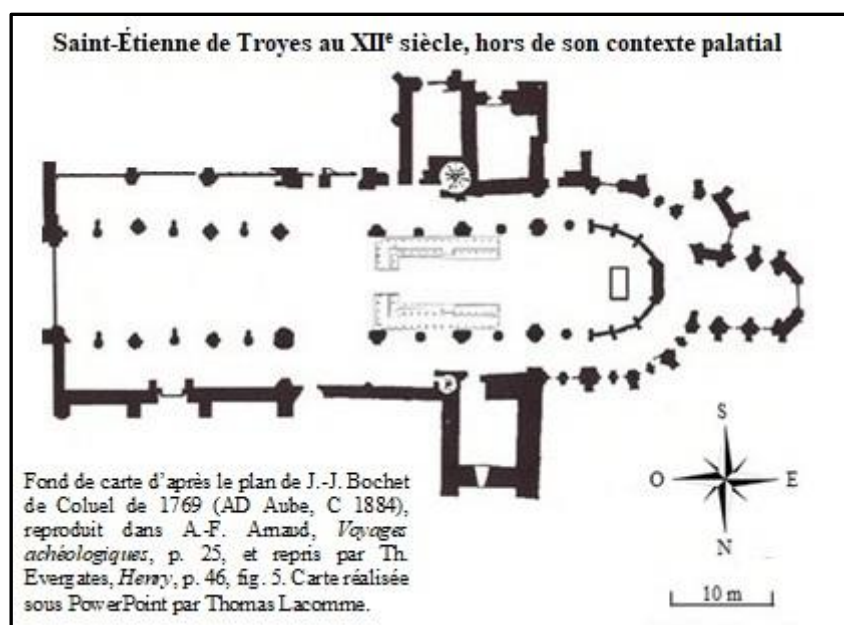 Saint-Étienne de Troyes au XIIᵉ siècle, hors de son contexte palatial
S
O
E
N
10 m
Fond de carte d'après le plan de J.-J. Bochet
de Coluel de 1769 (AD Aube, C 1884),
reproduit dans A.-F. Arnaud, Voyages
achéologiques, p. 25, et repris par Th.
Evergates, Henry, p. 46, fig. 5. Carte réalisée
sous PowerPoint par Thomas Lacomme.